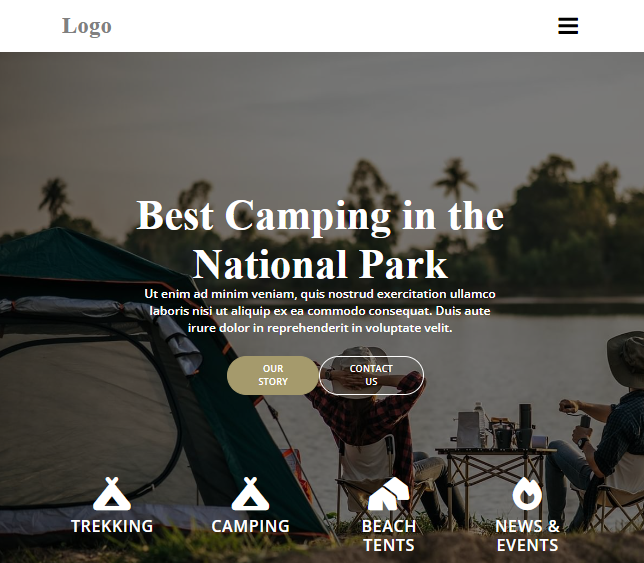 Logo
Best Camping in the
National Park
Ut enim ad minim veniam, quis nostrud exercitation ullamco
laboris nisi ut aliquip ex ea commodo consequat. Duis aute
irure dolor in reprehenderit in voluptate velit.
OUR
STORY
CONTACT
US
TREKKING
CAMPING
BEACH
TENTS
NEWS &
EVENTS